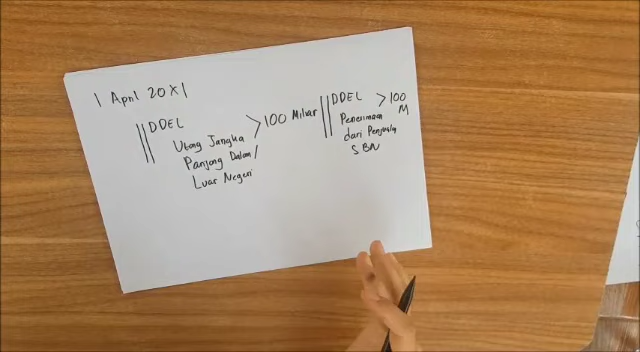 1 April 20X1
DDEL
Utang Jangka
Panjang Dalam/
Luar Negeri
>100 Miliar
DDEL
Penerimaan
dari Penjualan
SBN
>100
M